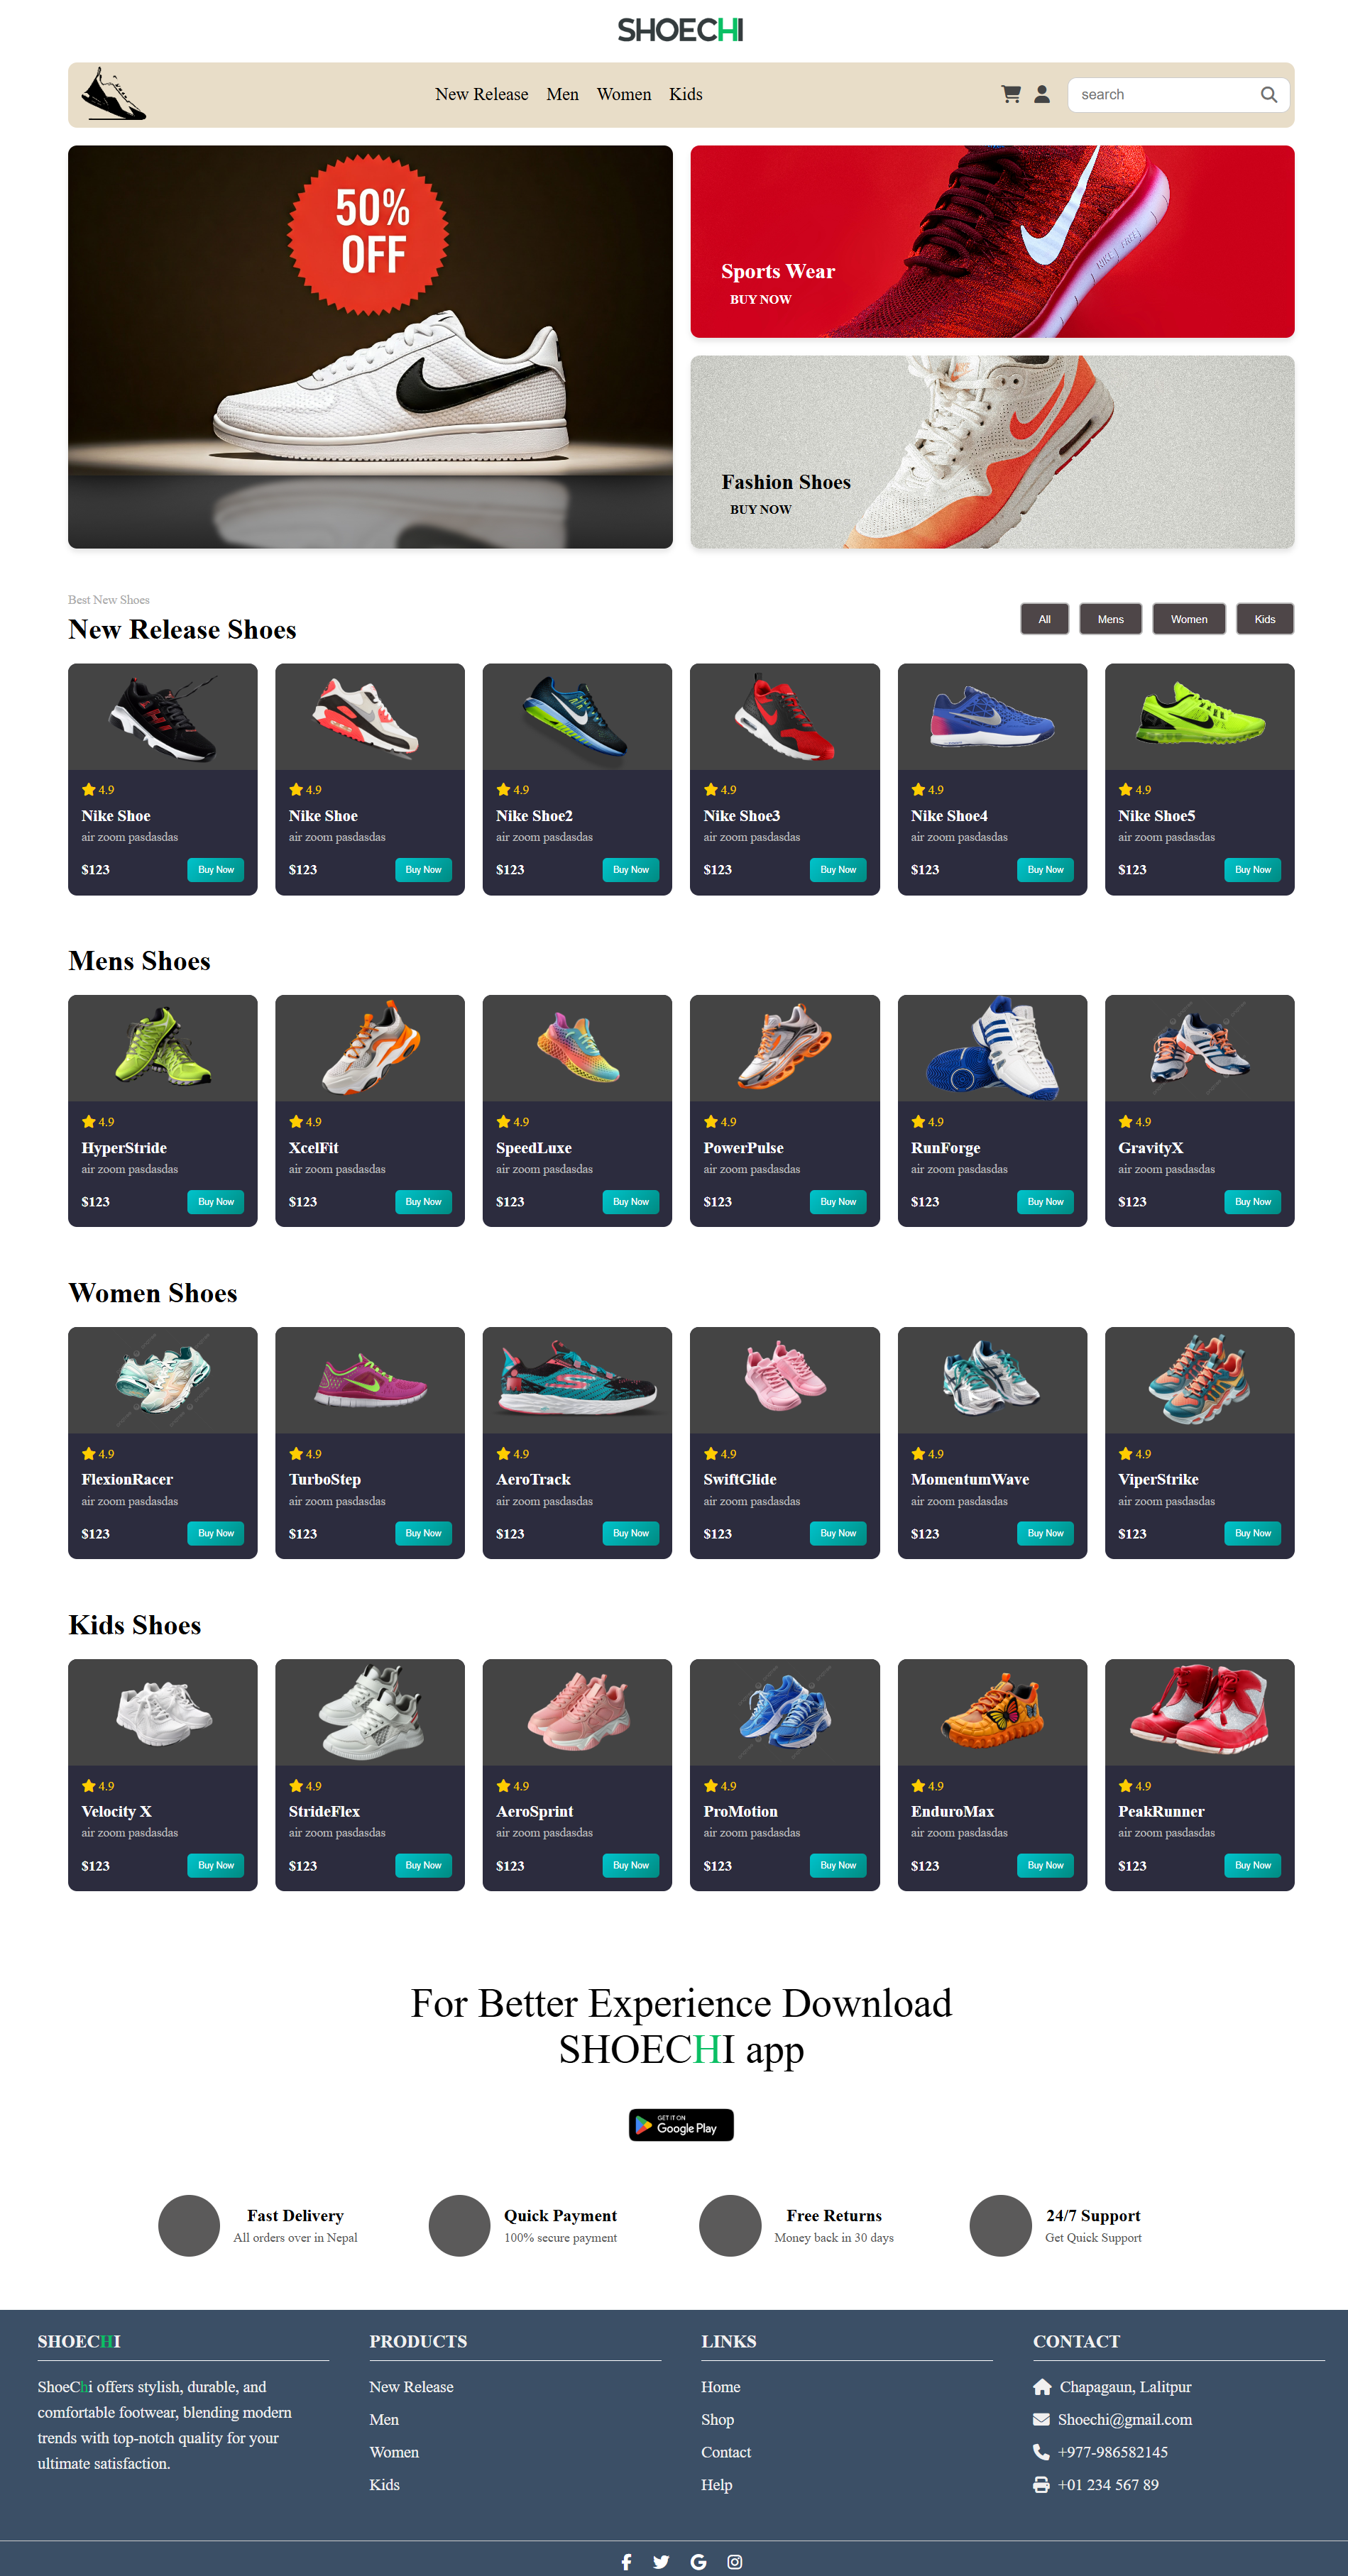 SHOECHI
New Release Men Women Kids search
50%
OFF
Sports Wear
BUY NOW
NIKE FREE
Fashion Shoes
BUY NOW
Best New Shoes
New Release Shoes
All Mens Women Kids
4.9 4.9 4.9 4.9 4.9 4.9
Nike Shoe Nike Shoe Nike Shoe2 Nike Shoe3 Nike Shoe4 Nike Shoe5
air zoom pasdasdas air zoom pasdasdas air zoom pasdasdas air zoom pasdasdas air zoom pasdasdas air zoom pasdasdas
$123 Buy Now $123 Buy Now $123 Buy Now $123 Buy Now $123 Buy Now $123 Buy Now
Mens Shoes
4.9 4.9 4.9 4.9 4.9 4.9
HyperStride XcelFit SpeedLuxe PowerPulse RunForge GravityX
air zoom pasdasdas air zoom pasdasdas air zoom pasdasdas air zoom pasdasdas air zoom pasdasdas air zoom pasdasdas
$123 Buy Now $123 Buy Now $123 Buy Now $123 Buy Now $123 Buy Now $123 Buy Now
Women Shoes
4.9 4.9 4.9 4.9 4.9 4.9
FlexionRacer TurboStep AeroTrack SwiftGlide MomentumWave ViperStrike
air zoom pasdasdas air zoom pasdasdas air zoom pasdasdas air zoom pasdasdas air zoom pasdasdas air zoom pasdasdas
$123 Buy Now $123 Buy Now $123 Buy Now $123 Buy Now $123 Buy Now $123 Buy Now
Kids Shoes
4.9 4.9 4.9 4.9 4.9 4.9
Velocity X StrideFlex AeroSprint ProMotion EnduroMax PeakRunner
air zoom pasdasdas air zoom pasdasdas air zoom pasdasdas air zoom pasdasdas air zoom pasdasdas air zoom pasdasdas
$123 Buy Now $123 Buy Now $123 Buy Now $123 Buy Now $123 Buy Now $123 Buy Now
For Better Experience Download
SHOECHI app
GET IT ON
Google Play
Fast Delivery
All orders over in Nepal
Quick Payment
100% secure payment
Free Returns
Money back in 30 days
24/7 Support
Get Quick Support
SHOECHI
ShoeChi offers stylish, durable, and
comfortable footwear, blending modern
trends with top-notch quality for your
ultimate satisfaction.
PRODUCTS
New Release
Men
Women
Kids
LINKS
Home
Shop
Contact
Help
CONTACT
Chapagaun, Lalitpur
Shoechi@gmail.com
+977-986582145
+01 234 567 89